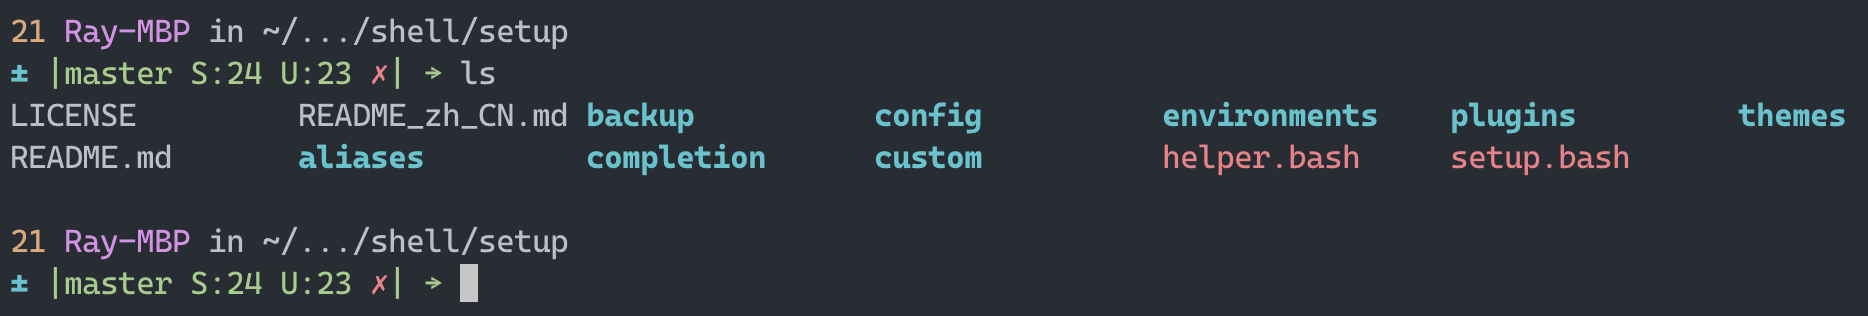 21 Ray-MBP in ~/.../shell/setup
± |master S:24 U:23 ✗| → ls
LICENSE README_zh_CN.md backup config environments plugins themes
README.md aliases completion custom helper.bash setup.bash
21 Ray-MBP in ~/.../shell/setup
± |master S:24 U:23 ✗| →